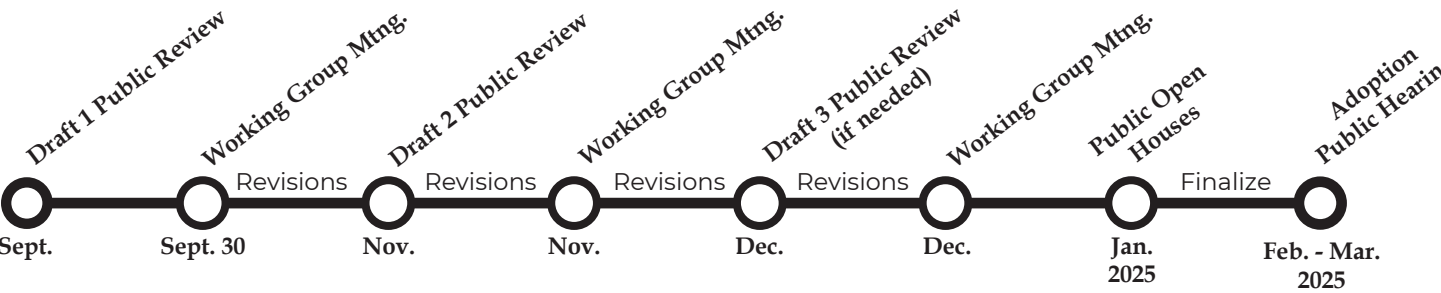 Draft 1 Public Review
Working Group Mtng.
Draft 2 Public Review
Working Group Mtng.
Draft 3 Public Review
(if needed)
Working Group Mtng.
Public Open
Houses
Adoption
Public Hearin
Revisions
Revisions
Revisions
Revisions
Finalize
Sept.
Sept. 30
Nov.
Nov.
Dec.
Dec.
Jan.
2025
Feb. - Mar.
2025